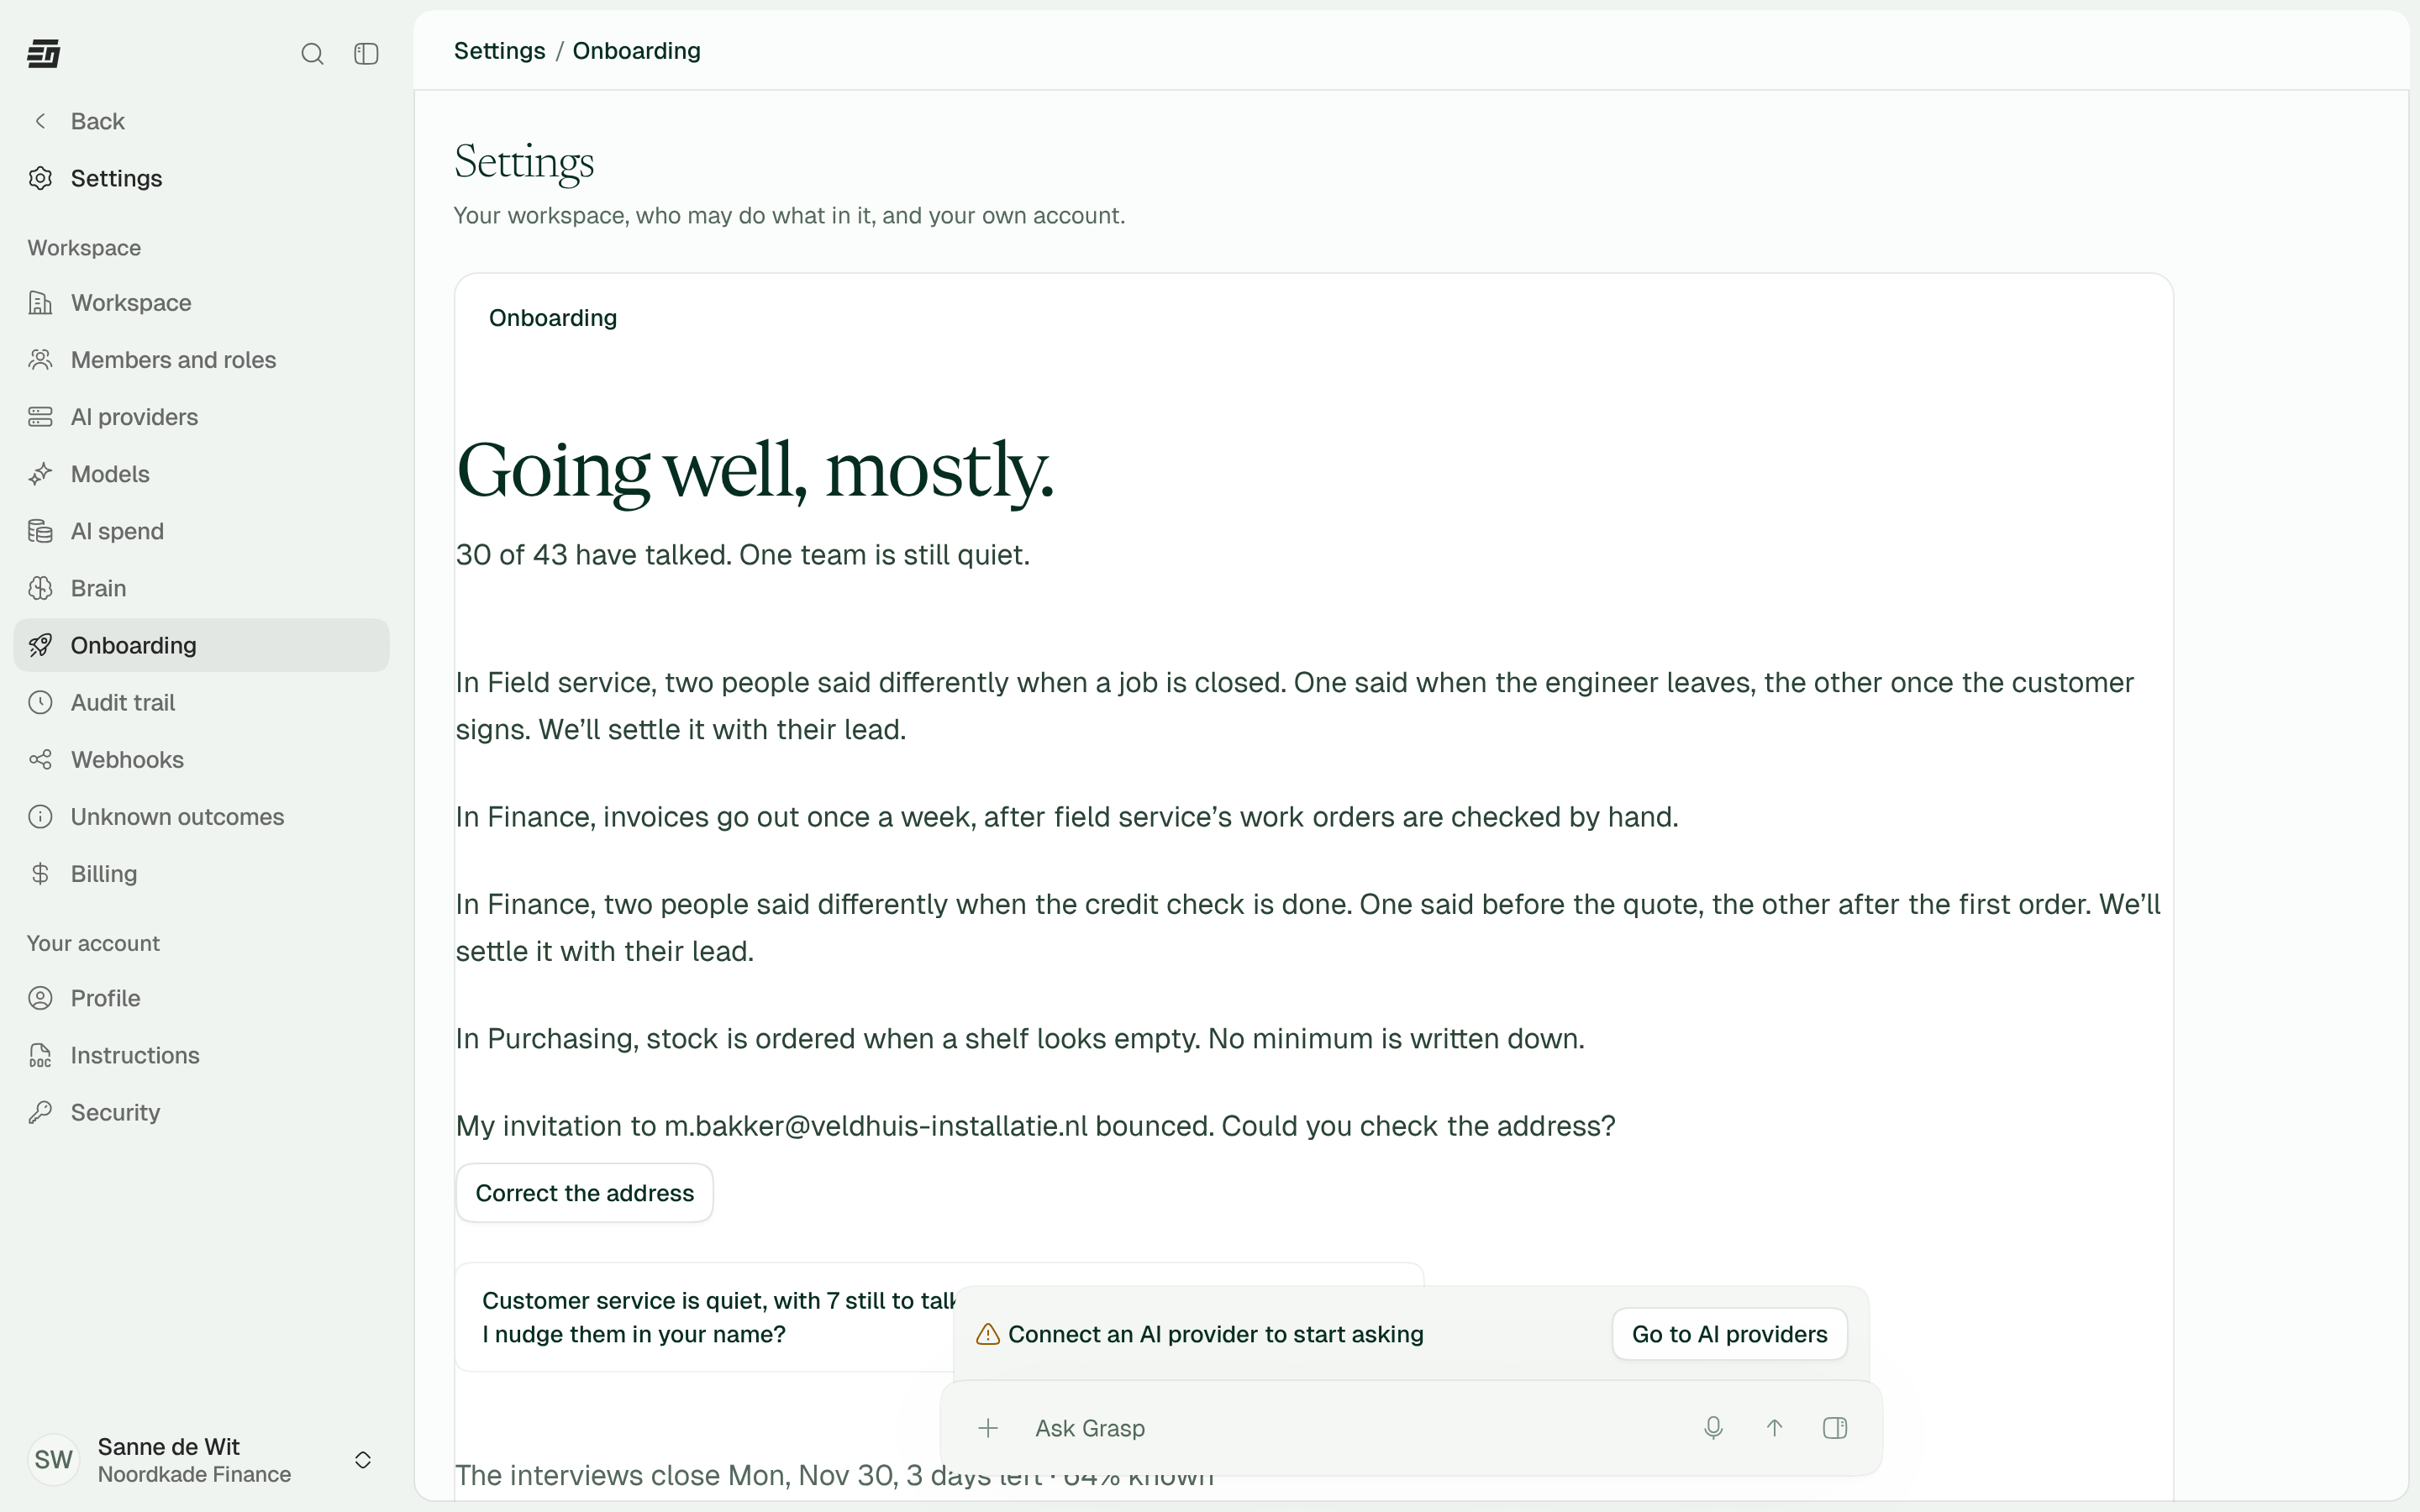 Back
Settings
Workspace
Workspace
Members and roles
AI providers
Models
AI spend
Brain
Onboarding
Audit trail
Webhooks
Unknown outcomes
Billing
Your account
Profile
Instructions
Security
SW
Sanne de Wit
Noordkade Finance
Settings / Onboarding
Settings
Your workspace, who may do what in it, and your own account.
Onboarding
Going well, mostly.
30 of 43 have talked. One team is still quiet.
In Field service, two people said differently when a job is closed. One said when the engineer leaves, the other once the customer
signs. We’ll settle it with their lead.
In Finance, invoices go out once a week, after field service’s work orders are checked by hand.
In Finance, two people said differently when the credit check is done. One said before the quote, the other after the first order. We’ll
settle it with their lead.
In Purchasing, stock is ordered when a shelf looks empty. No minimum is written down.
My invitation to m.bakker@veldhuis-installatie.nl bounced. Could you check the address?
Correct the address
Customer service is quiet, with 7 still to talk
I nudge them in your name?
Connect an AI provider to start asking
Go to AI providers
Ask Grasp
The interviews close Mon, Nov 30, 3 days left · 64% known